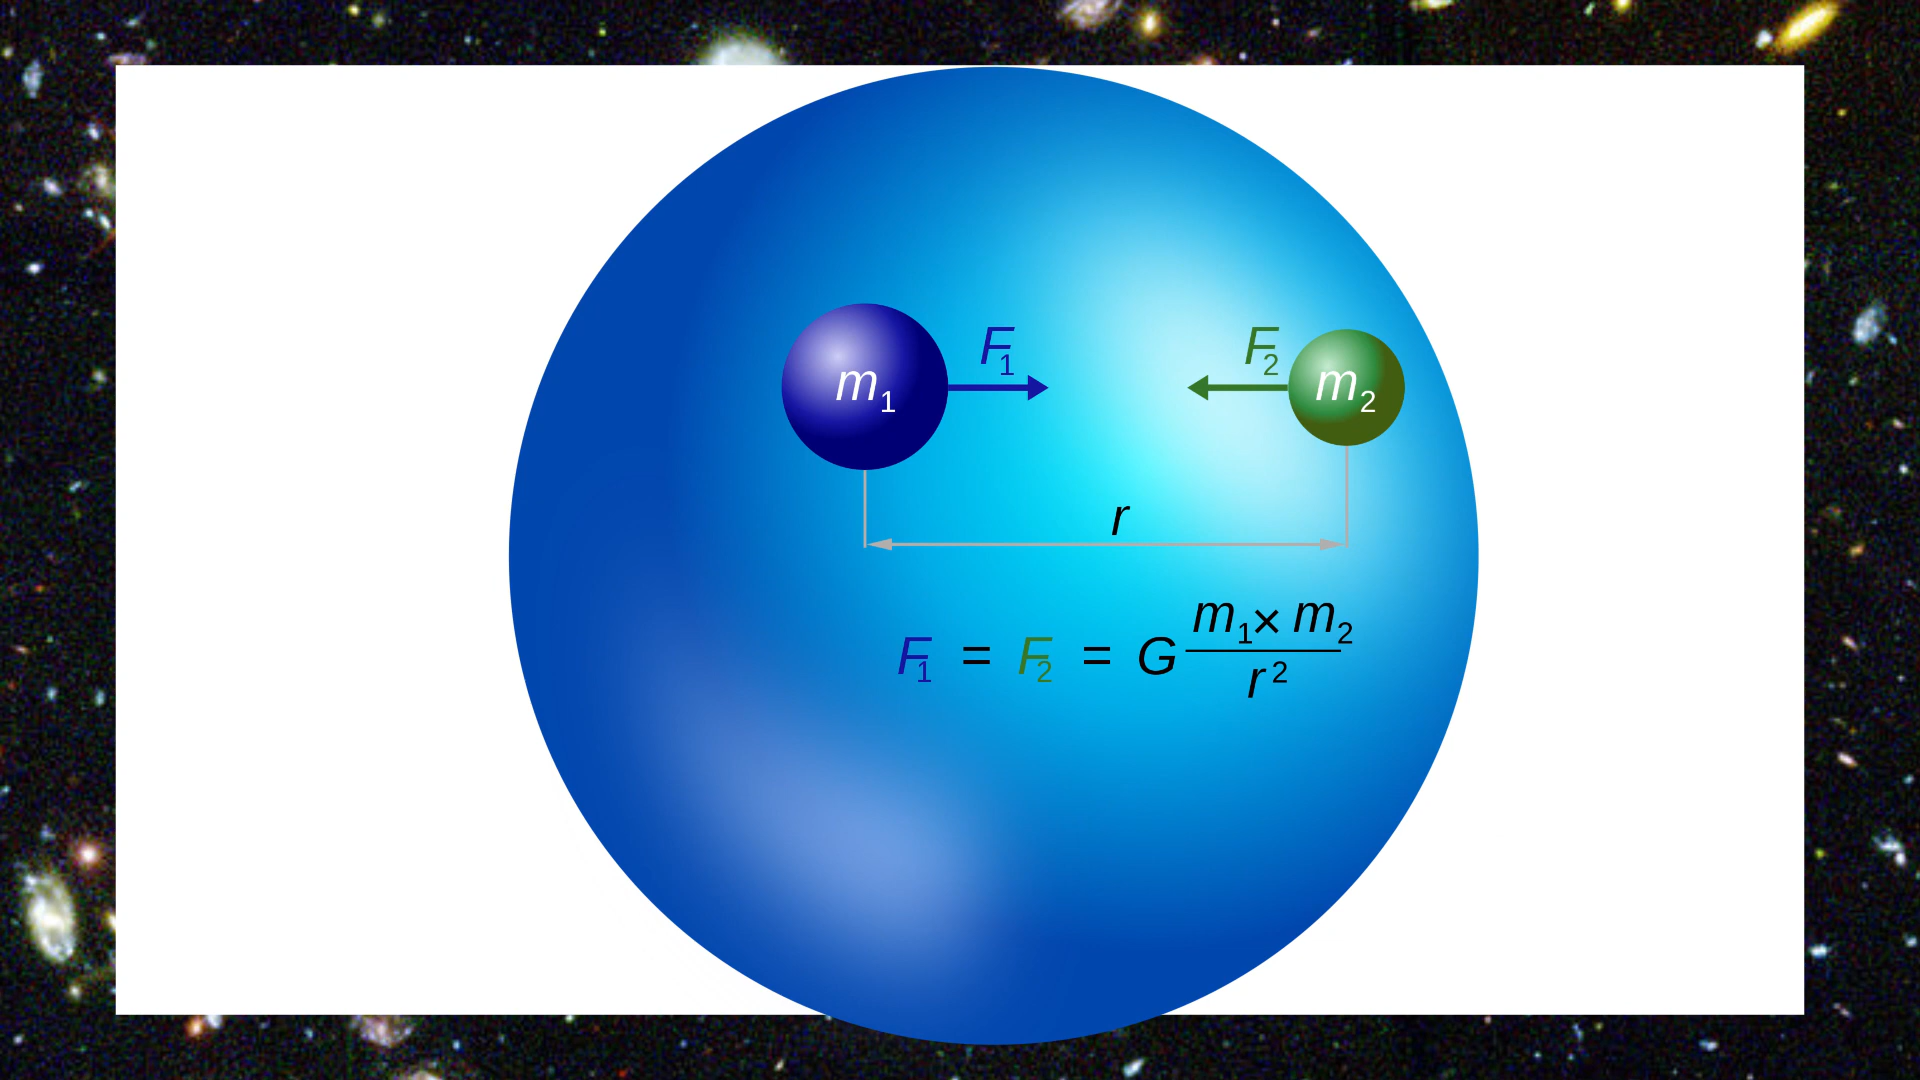 F₁ F₂
m₁ m₂
r
F₁ = F₂ = G m₁ × m₂ / r²